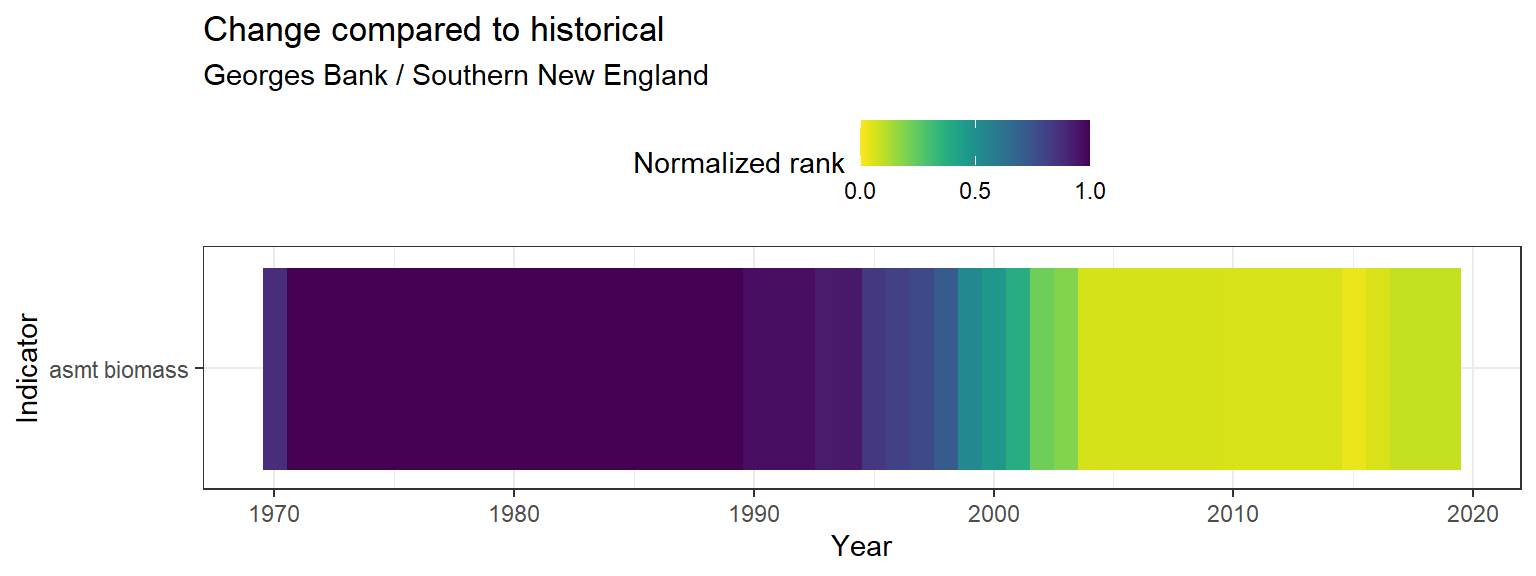 Change compared to historical
Georges Bank / Southern New England
Normalized rank
0.0 0.5 1.0
Indicator
asmt biomass
1970 1980 1990 2000 2010 2020
Year